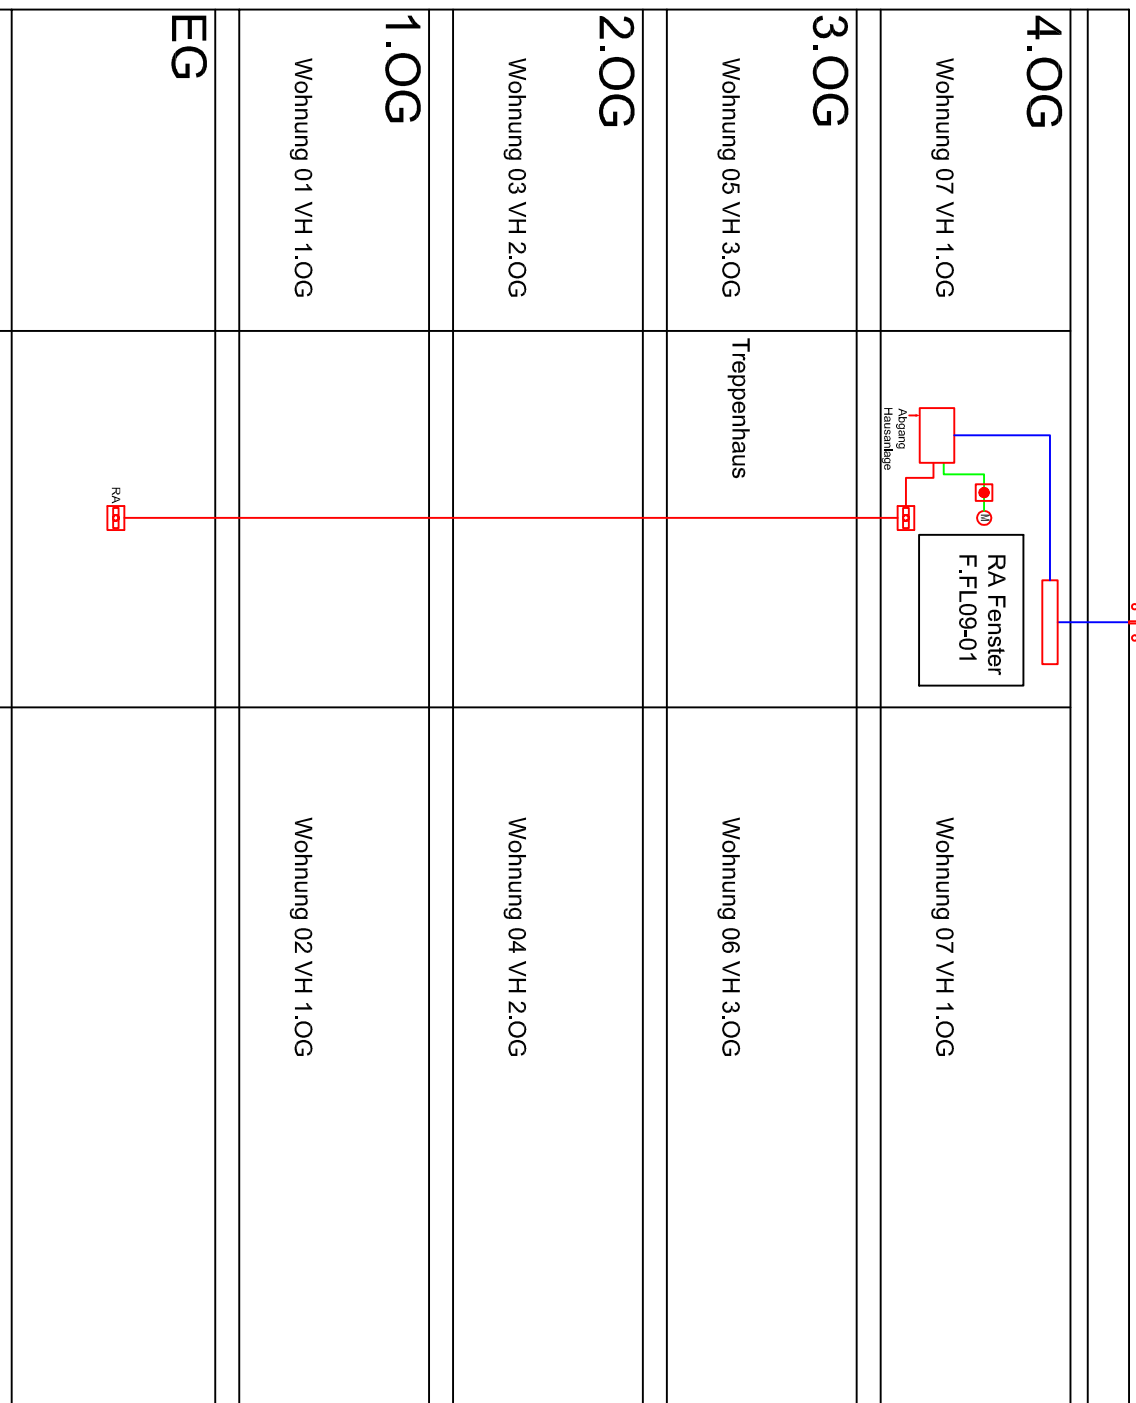 4.OG
Wohnung 07 VH 1.OG
Abgang
Hausanlage
M
RA Fenster
F.FL09-01
Wohnung 07 VH 1.OG
3.OG
Wohnung 05 VH 3.OG
Treppenhaus
Wohnung 06 VH 3.OG
2.OG
Wohnung 03 VH 2.OG
Wohnung 04 VH 2.OG
1.OG
Wohnung 01 VH 1.OG
Wohnung 02 VH 1.OG
EG
RA